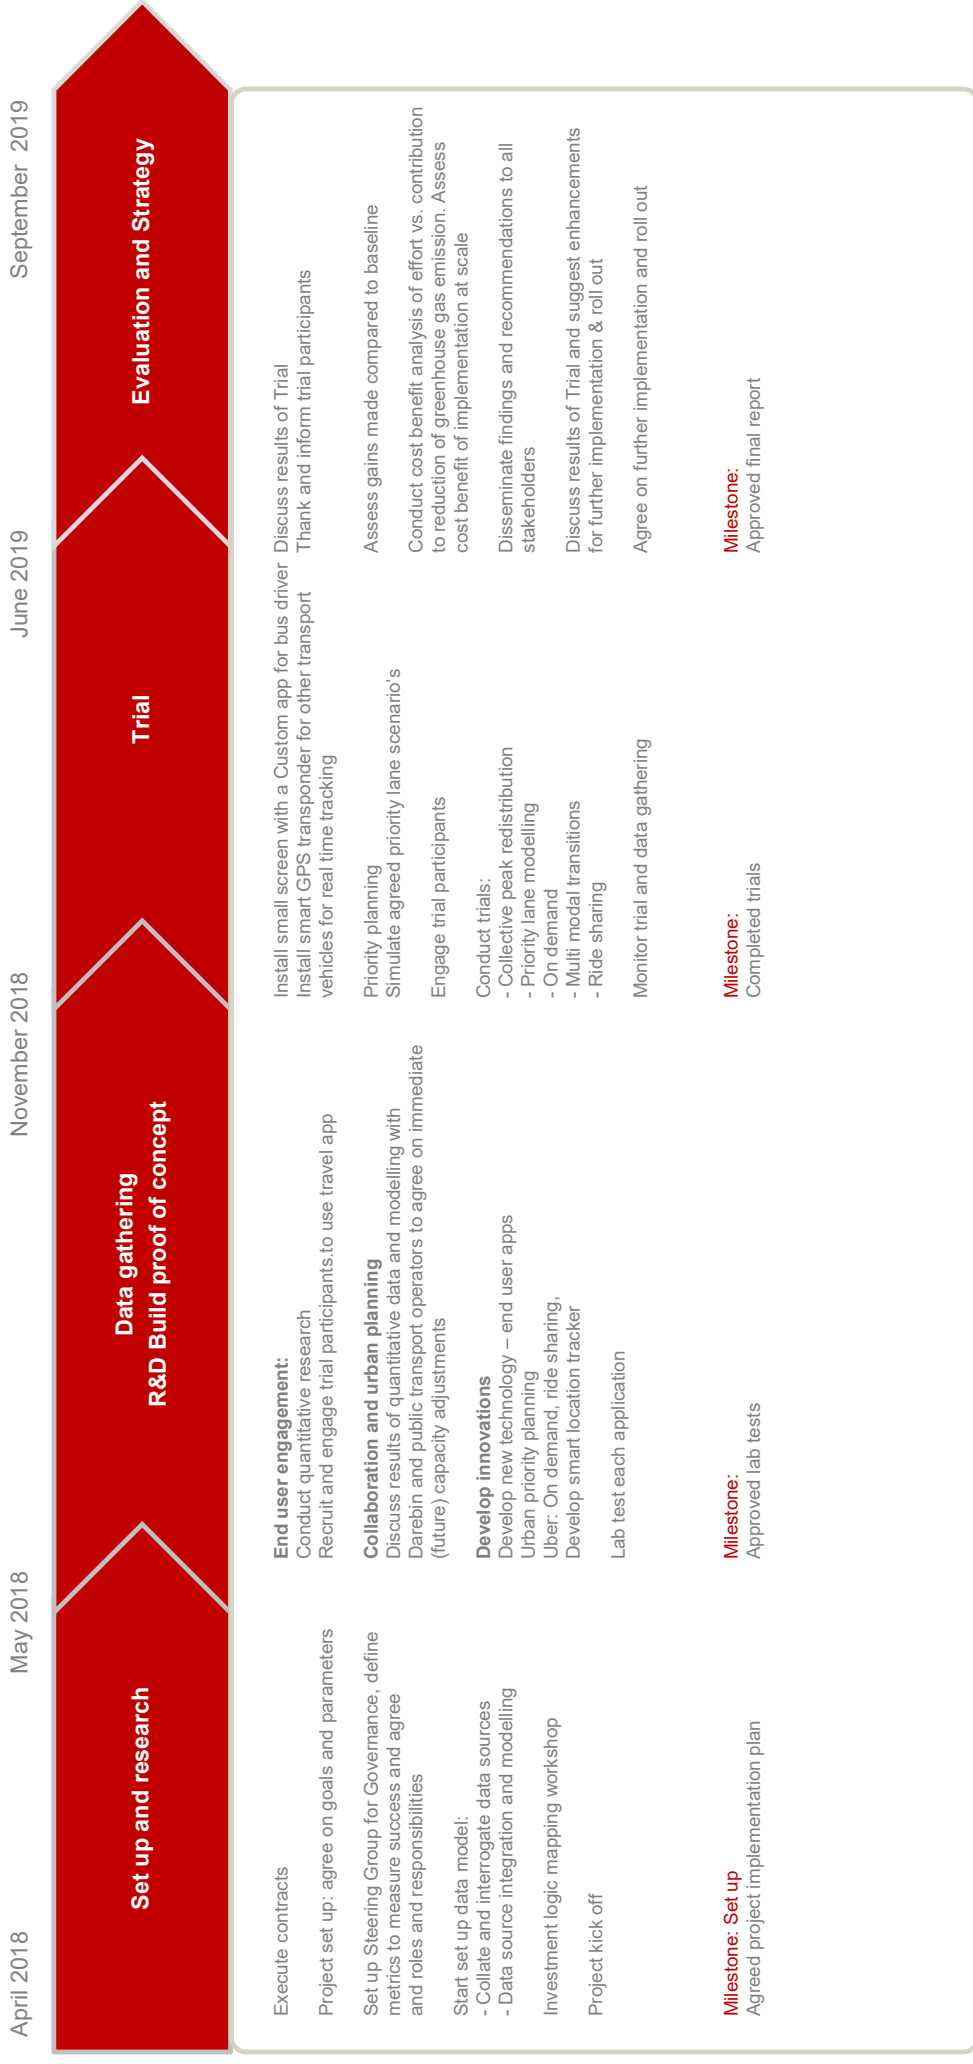 April 2018
May 2018
November 2018
June 2019
September 2019
Set up and research
Data gathering
R&D Build proof of concept
Trial
Evaluation and Strategy
Execute contracts
Project set up: agree on goals and parameters
Set up Steering Group for Governance, define
metrics to measure success and agree
and roles and responsibilities
Start set up data model:
- Collate and interrogate data sources
- Data source integration and modelling
Investment logic mapping workshop
Project kick off
Milestone: Set up
Agreed project implementation plan
End user engagement:
Conduct quantitative research
Recruit and engage trial participants.to use travel app
Collaboration and urban planning
Discuss results of quantitative data and modelling with
Darebin and public transport operators to agree on immediate
(future) capacity adjustments
Develop innovations
Develop new technology – end user apps
Urban priority planning
Uber: On demand, ride sharing,
Develop smart location tracker
Lab test each application
Milestone:
Approved lab tests
Install small screen with a Custom app for bus driver
Install smart GPS transponder for other transport
vehicles for real time tracking
Priority planning
Simulate agreed priority lane scenario's
Engage trial participants
Conduct trials:
- Collective peak redistribution
- Priority lane modelling
- On demand
- Multi modal transitions
- Ride sharing
Monitor trial and data gathering
Milestone:
Completed trials
Discuss results of Trial
Thank and inform trial participants
Assess gains made compared to baseline
Conduct cost benefit analysis of effort vs. contribution
to reduction of greenhouse gas emission. Assess
cost benefit of implementation at scale
Disseminate findings and recommendations to all
stakeholders
Discuss results of Trial and suggest enhancements
for further implementation & roll out
Agree on further implementation and roll out
Milestone:
Approved final report